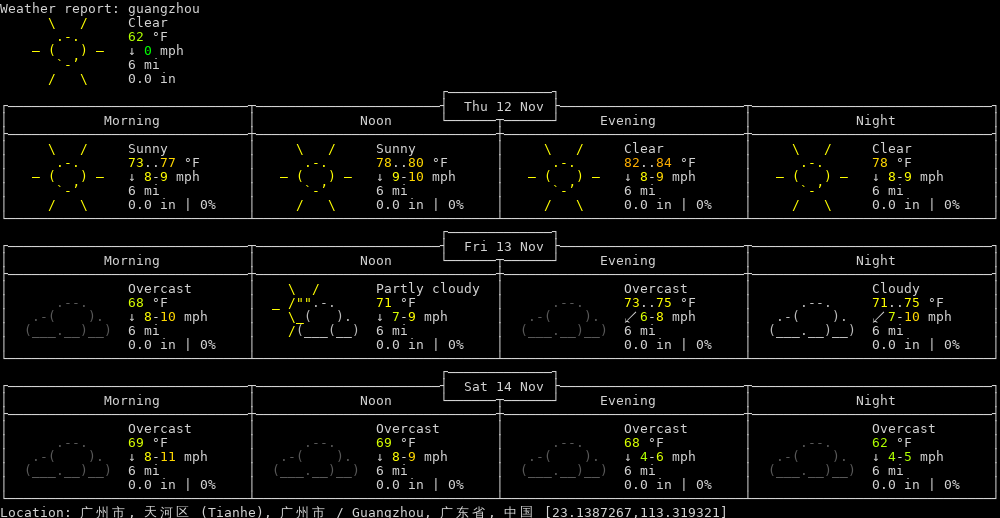 Weather report: guangzhou
Clear
62 °F
↓ 0 mph
6 mi
0.0 in
Thu 12 Nov
Morning Noon Evening Night
Sunny Sunny Clear Clear
73..77 °F 78..80 °F 82..84 °F 78 °F
↓ 8-9 mph ↓ 9-10 mph ↓ 8-9 mph ↓ 8-9 mph
6 mi 6 mi 6 mi 6 mi
0.0 in | 0% 0.0 in | 0% 0.0 in | 0% 0.0 in | 0%
Fri 13 Nov
Morning Noon Evening Night
Overcast Partly cloudy Overcast Cloudy
68 °F 71 °F 73..75 °F 71..75 °F
↓ 8-10 mph ↓ 7-9 mph ↙ 6-8 mph ↙ 7-10 mph
6 mi 6 mi 6 mi 6 mi
0.0 in | 0% 0.0 in | 0% 0.0 in | 0% 0.0 in | 0%
Sat 14 Nov
Morning Noon Evening Night
Overcast Overcast Overcast Overcast
69 °F 69 °F 68 °F 62 °F
↓ 8-11 mph ↓ 8-9 mph ↓ 4-6 mph ↓ 4-5 mph
6 mi 6 mi 6 mi 6 mi
0.0 in | 0% 0.0 in | 0% 0.0 in | 0% 0.0 in | 0%
Location: 广州市, 天河区 (Tianhe), 广州市 / Guangzhou, 广东省, 中国 [23.1387267,113.319321]